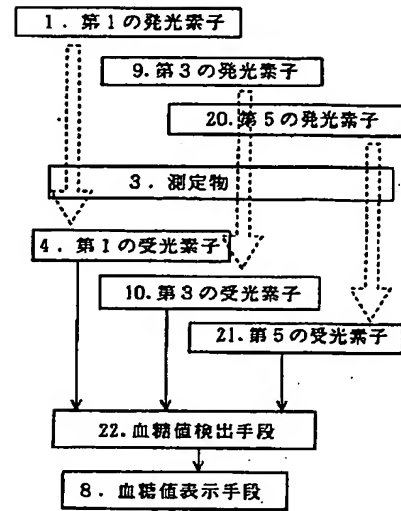 1.第1の発光素子
9.第3の発光素子
20.第5の発光素子
3.測定物
4.第1の受光素子
10.第3の受光素子
21.第5の受光素子
22.血糖値検出手段
8.血糖値表示手段